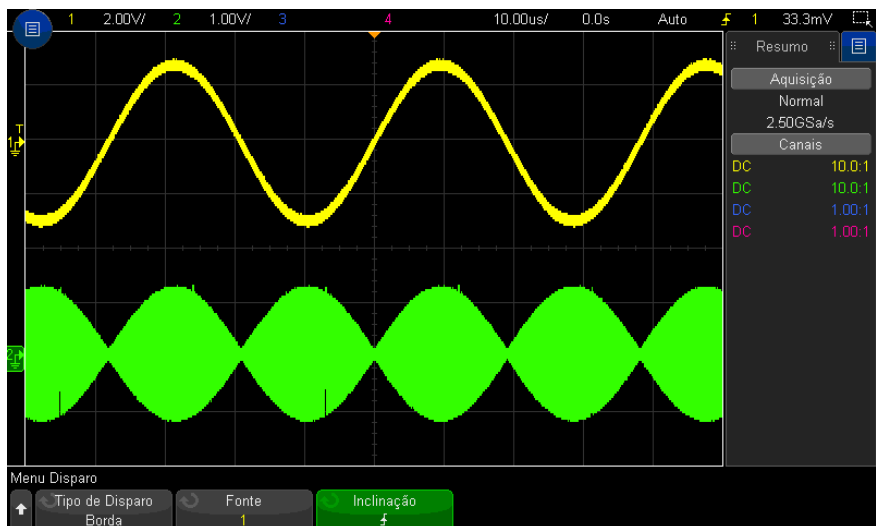 1 2.00V/ 2 1.00V/ 3 4 10.00us/ 0.0s Auto 1 33.3mV
Resumo
Aquisição
Normal
2.50GSa/s
Canais
DC 10.0:1
DC 10.0:1
DC 1.00:1
DC 1.00:1
T
1
2
Menu Disparo
Tipo de Disparo
Borda
Fonte
1
Inclinação